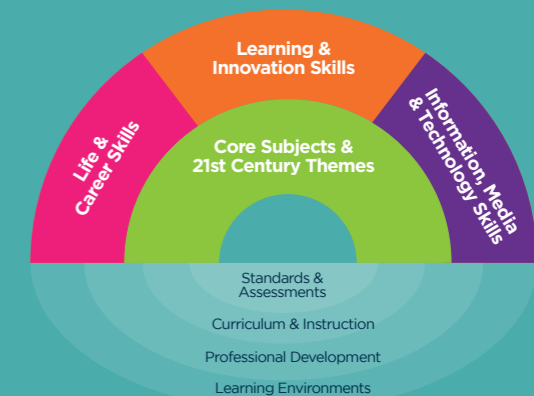 Learning &
Innovation Skills
Life &
Career Skills
Information, Media
& Technology Skills
Core Subjects &
21st Century Themes
Standards &
Assessments
Curriculum & Instruction
Professional Development
Learning Environments